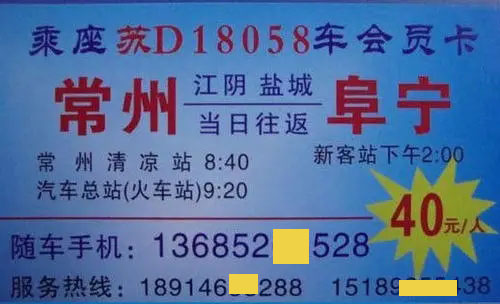 乘座苏D18058车会员卡
常州 江阴 盐城 阜宁
当日往返
常州清凉站 8:40 新客站下午2:00
汽车总站(火车站)9:20
40元/人
随车手机：136852 528
服务热线：189146 288 15189 438